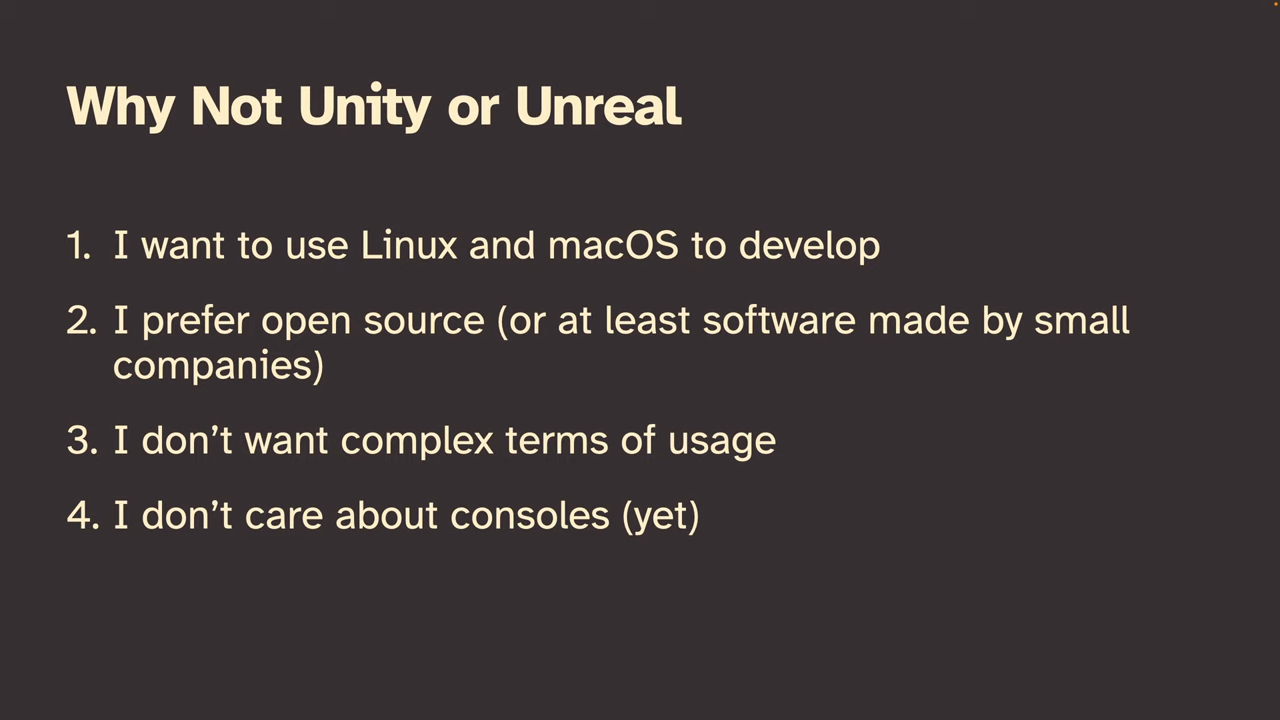 Why Not Unity or Unreal
1. I want to use Linux and macOS to develop
2. I prefer open source (or at least software made by small
companies)
3. I don’t want complex terms of usage
4. I don’t care about consoles (yet)